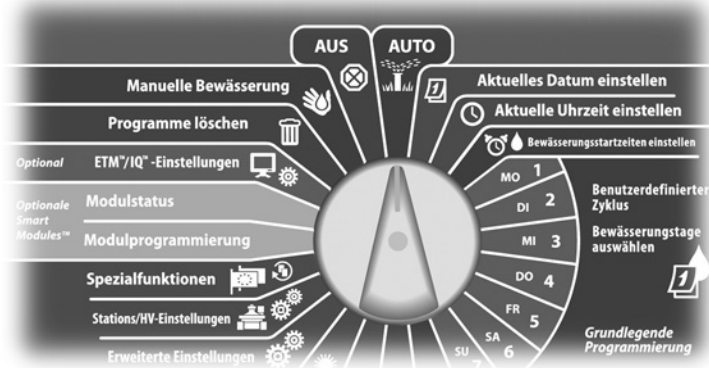 AUS
AUTO
Manuelle Bewässerung
Programme löschen
Optional
ETM™/IQ™ -Einstellungen
Optionale
Smart
Modules™
Modulstatus
Modulprogrammierung
Spezialfunktionen
Stations/HV-Einstellungen
Erweiterte Einstellungen
1
Aktuelles Datum einstellen
Aktuelle Uhrzeit einstellen
Bewässerungsstartzeiten einstellen
MO 1
DI 2
MI 3
DO 4
FR 5
SA 6
SU 7
Benutzerdefinierter
Zyklus
Bewässerungstage
auswählen
1
Grundlegende
Programmierung